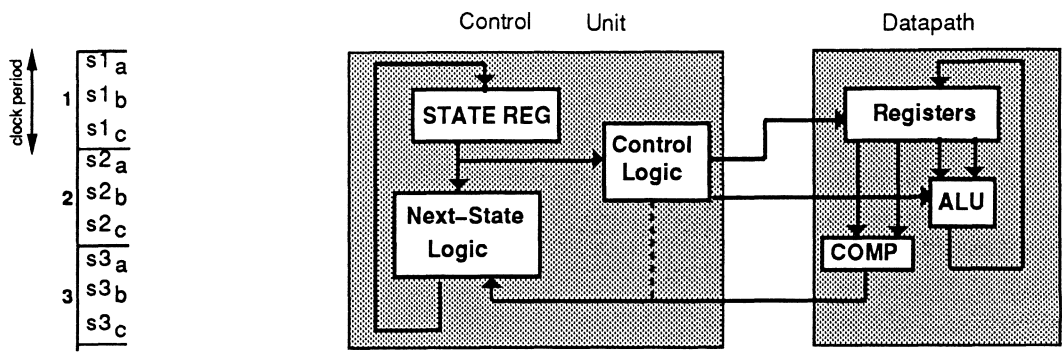 Control Unit
Datapath
clock period
1
s1a
s1b
s1c
2
s2a
s2b
s2c
3
s3a
s3b
s3c
STATE REG
Control
Logic
Next-State
Logic
Registers
ALU
COMP